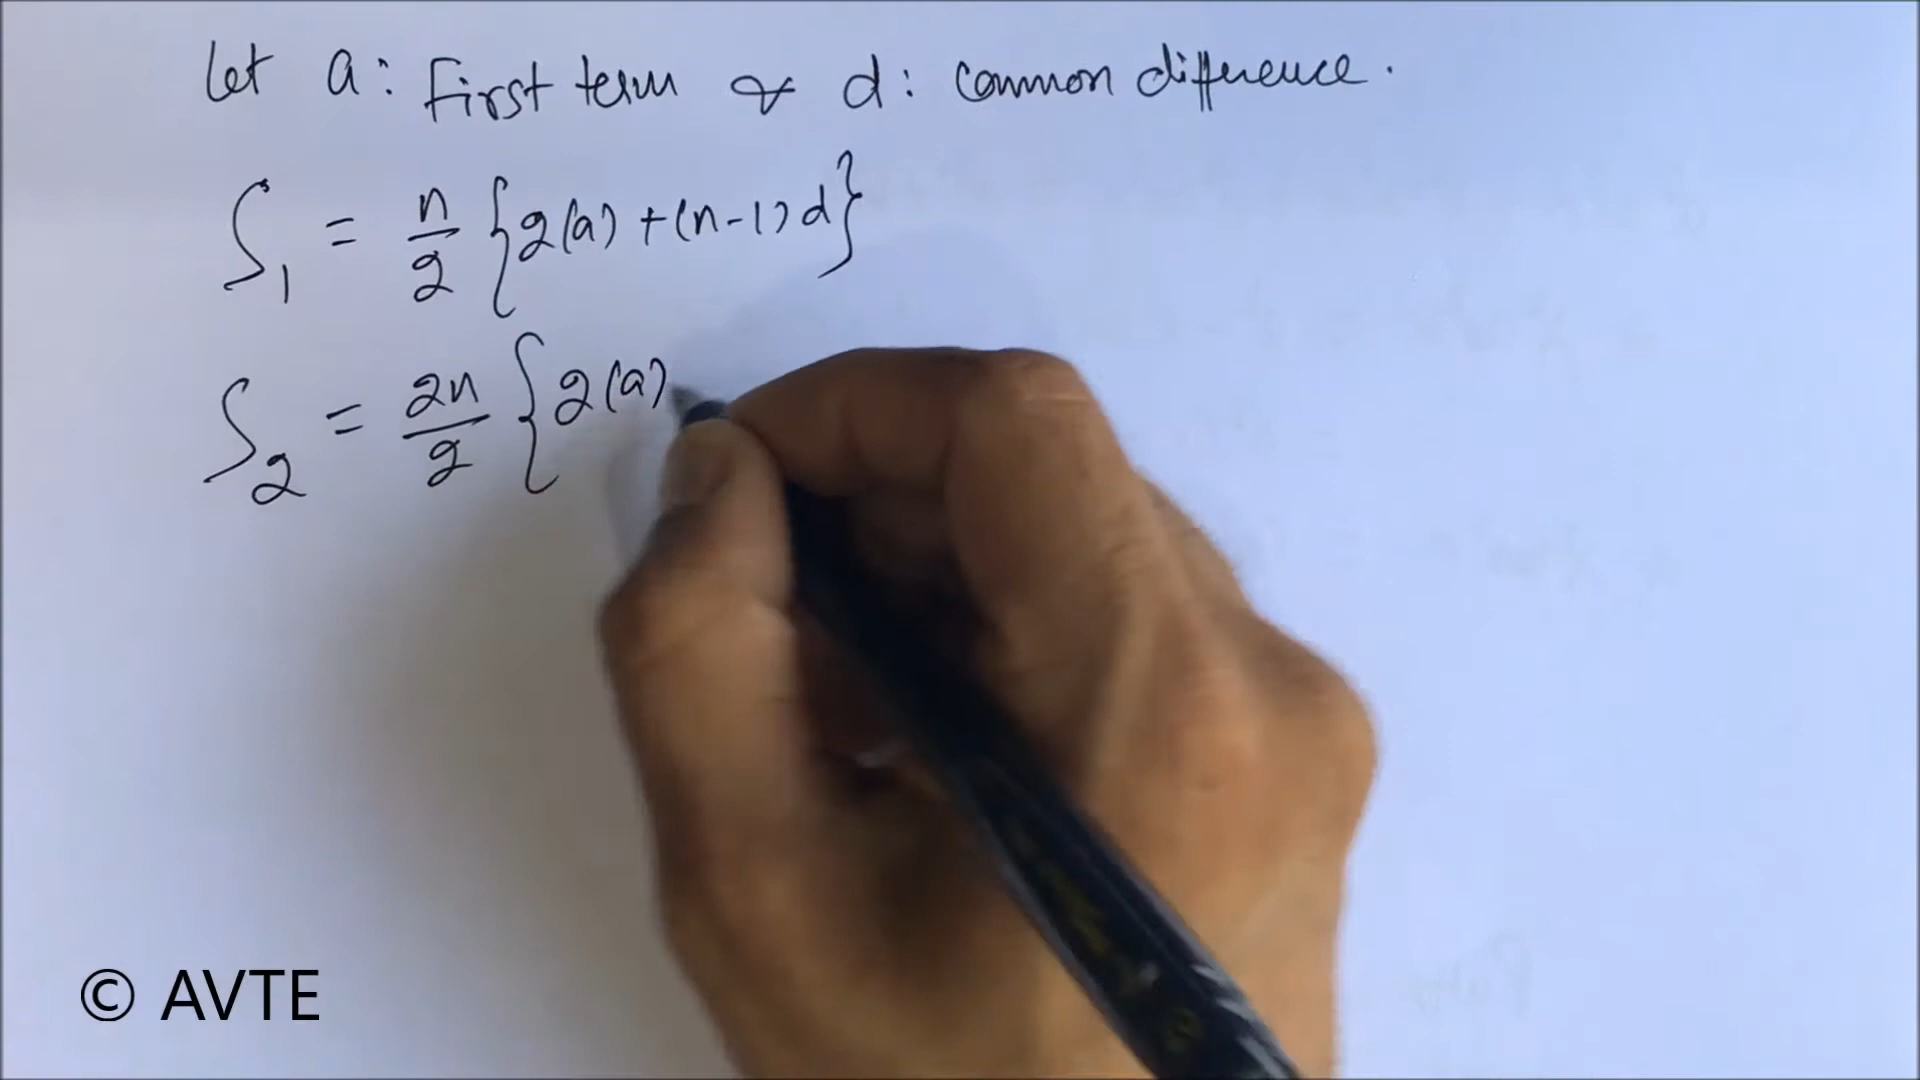 Let a: First term & d: common difference.
S₁ = n/2 {2(a) + (n-1)d}
S₂ = 2n/2 {2(a)
© AVTE